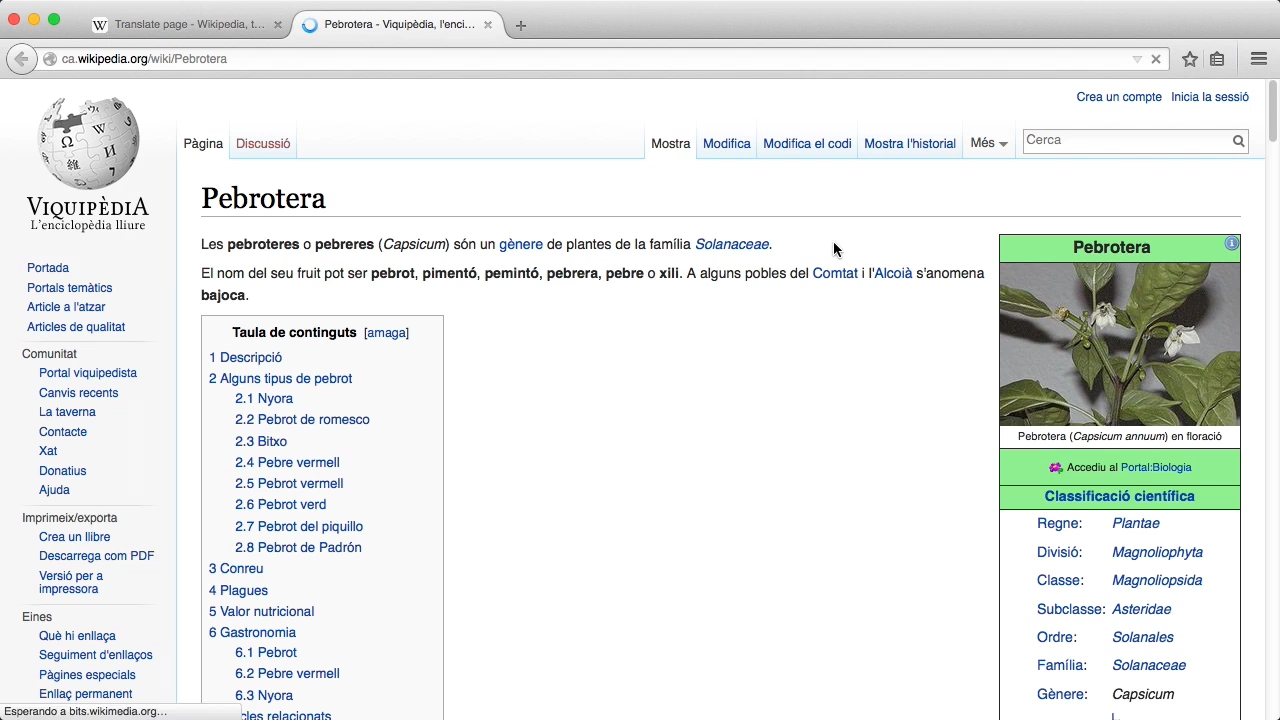 Translate page - Wikipedia, t...
Pebrotera - Viquipèdia, l'enci...
ca.wikipedia.org/wiki/Pebrotera
Crea un compte Inicia la sessió
Pàgina Discussió Mostra Modifica Modifica el codi Mostra l'historial Més Cerca
VIQUIPÈDIA
L'enciclopèdia lliure
Portada
Portals temàtics
Article a l'atzar
Articles de qualitat
Comunitat
Portal viquipedista
Canvis recents
La taverna
Contacte
Xat
Donatius
Ajuda
Imprimeix/exporta
Crea un llibre
Descarrega com PDF
Versió per a
impressora
Eines
Què hi enllaça
Seguiment d'enllaços
Pàgines especials
Enllaç permanent
Esperando a bits.wikimedia.org...
Pebrotera
Les pebroteres o pebreres (Capsicum) són un gènere de plantes de la família Solanaceae.
El nom del seu fruit pot ser pebrot, pimentó, pemintó, pebrera, pebre o xili. A alguns pobles del Comtat i l'Alcoià s'anomena
bajoca.
Taula de continguts [amaga]
1 Descripció
2 Alguns tipus de pebrot
2.1 Nyora
2.2 Pebrot de romesco
2.3 Bitxo
2.4 Pebre vermell
2.5 Pebrot vermell
2.6 Pebrot verd
2.7 Pebrot del piquillo
2.8 Pebrot de Padrón
3 Conreu
4 Plagues
5 Valor nutricional
6 Gastronomia
6.1 Pebrot
6.2 Pebre vermell
6.3 Nyora
cles relacionats
Pebrotera
Pebrotera (Capsicum annuum) en floració
Accediu al Portal:Biologia
Classificació científica
Regne: Plantae
Divisió: Magnoliophyta
Classe: Magnoliopsida
Subclasse: Asteridae
Ordre: Solanales
Família: Solanaceae
Gènere: Capsicum